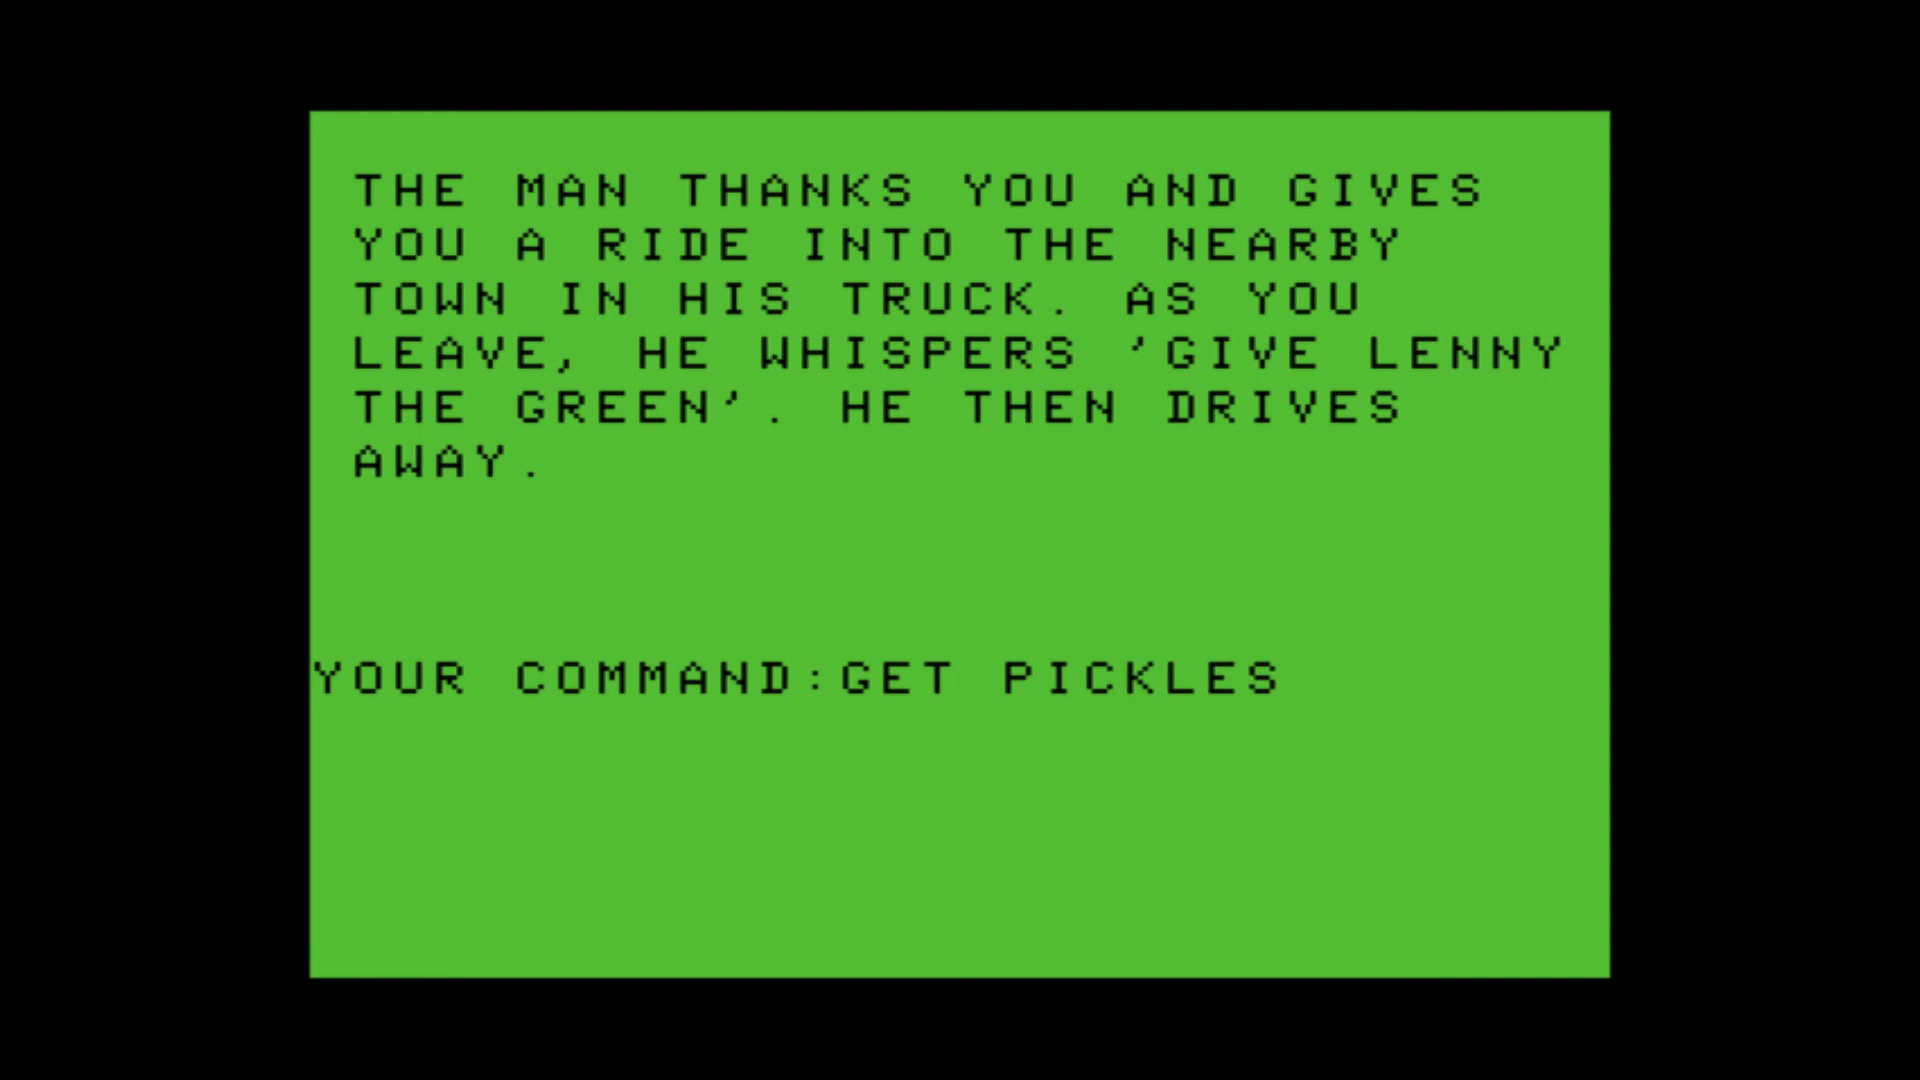 THE MAN THANKS YOU AND GIVES
YOU A RIDE INTO THE NEARBY
TOWN IN HIS TRUCK. AS YOU
LEAVE, HE WHISPERS 'GIVE LENNY
THE GREEN'. HE THEN DRIVES
AWAY.
YOUR COMMAND:GET PICKLES